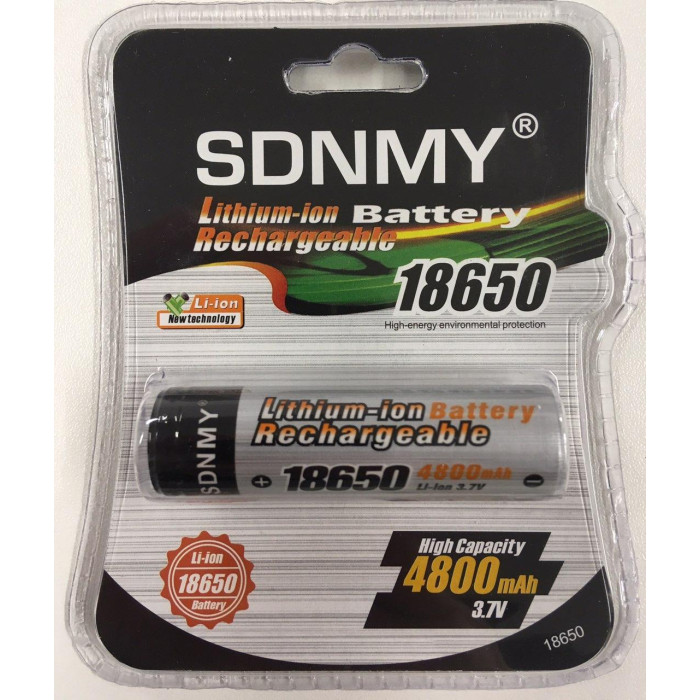 SDNMY®
Lithium-ion Battery
Rechargeable
18650
High-energy environmental protection
Li-ion
New technology
SDNMY
Lithium-ion Battery
Rechargeable
+ 18650 4800mAh
Li-ion 3.7V
−
Li-ion
18650
Battery
High Capacity
4800mAh
3.7V
18650